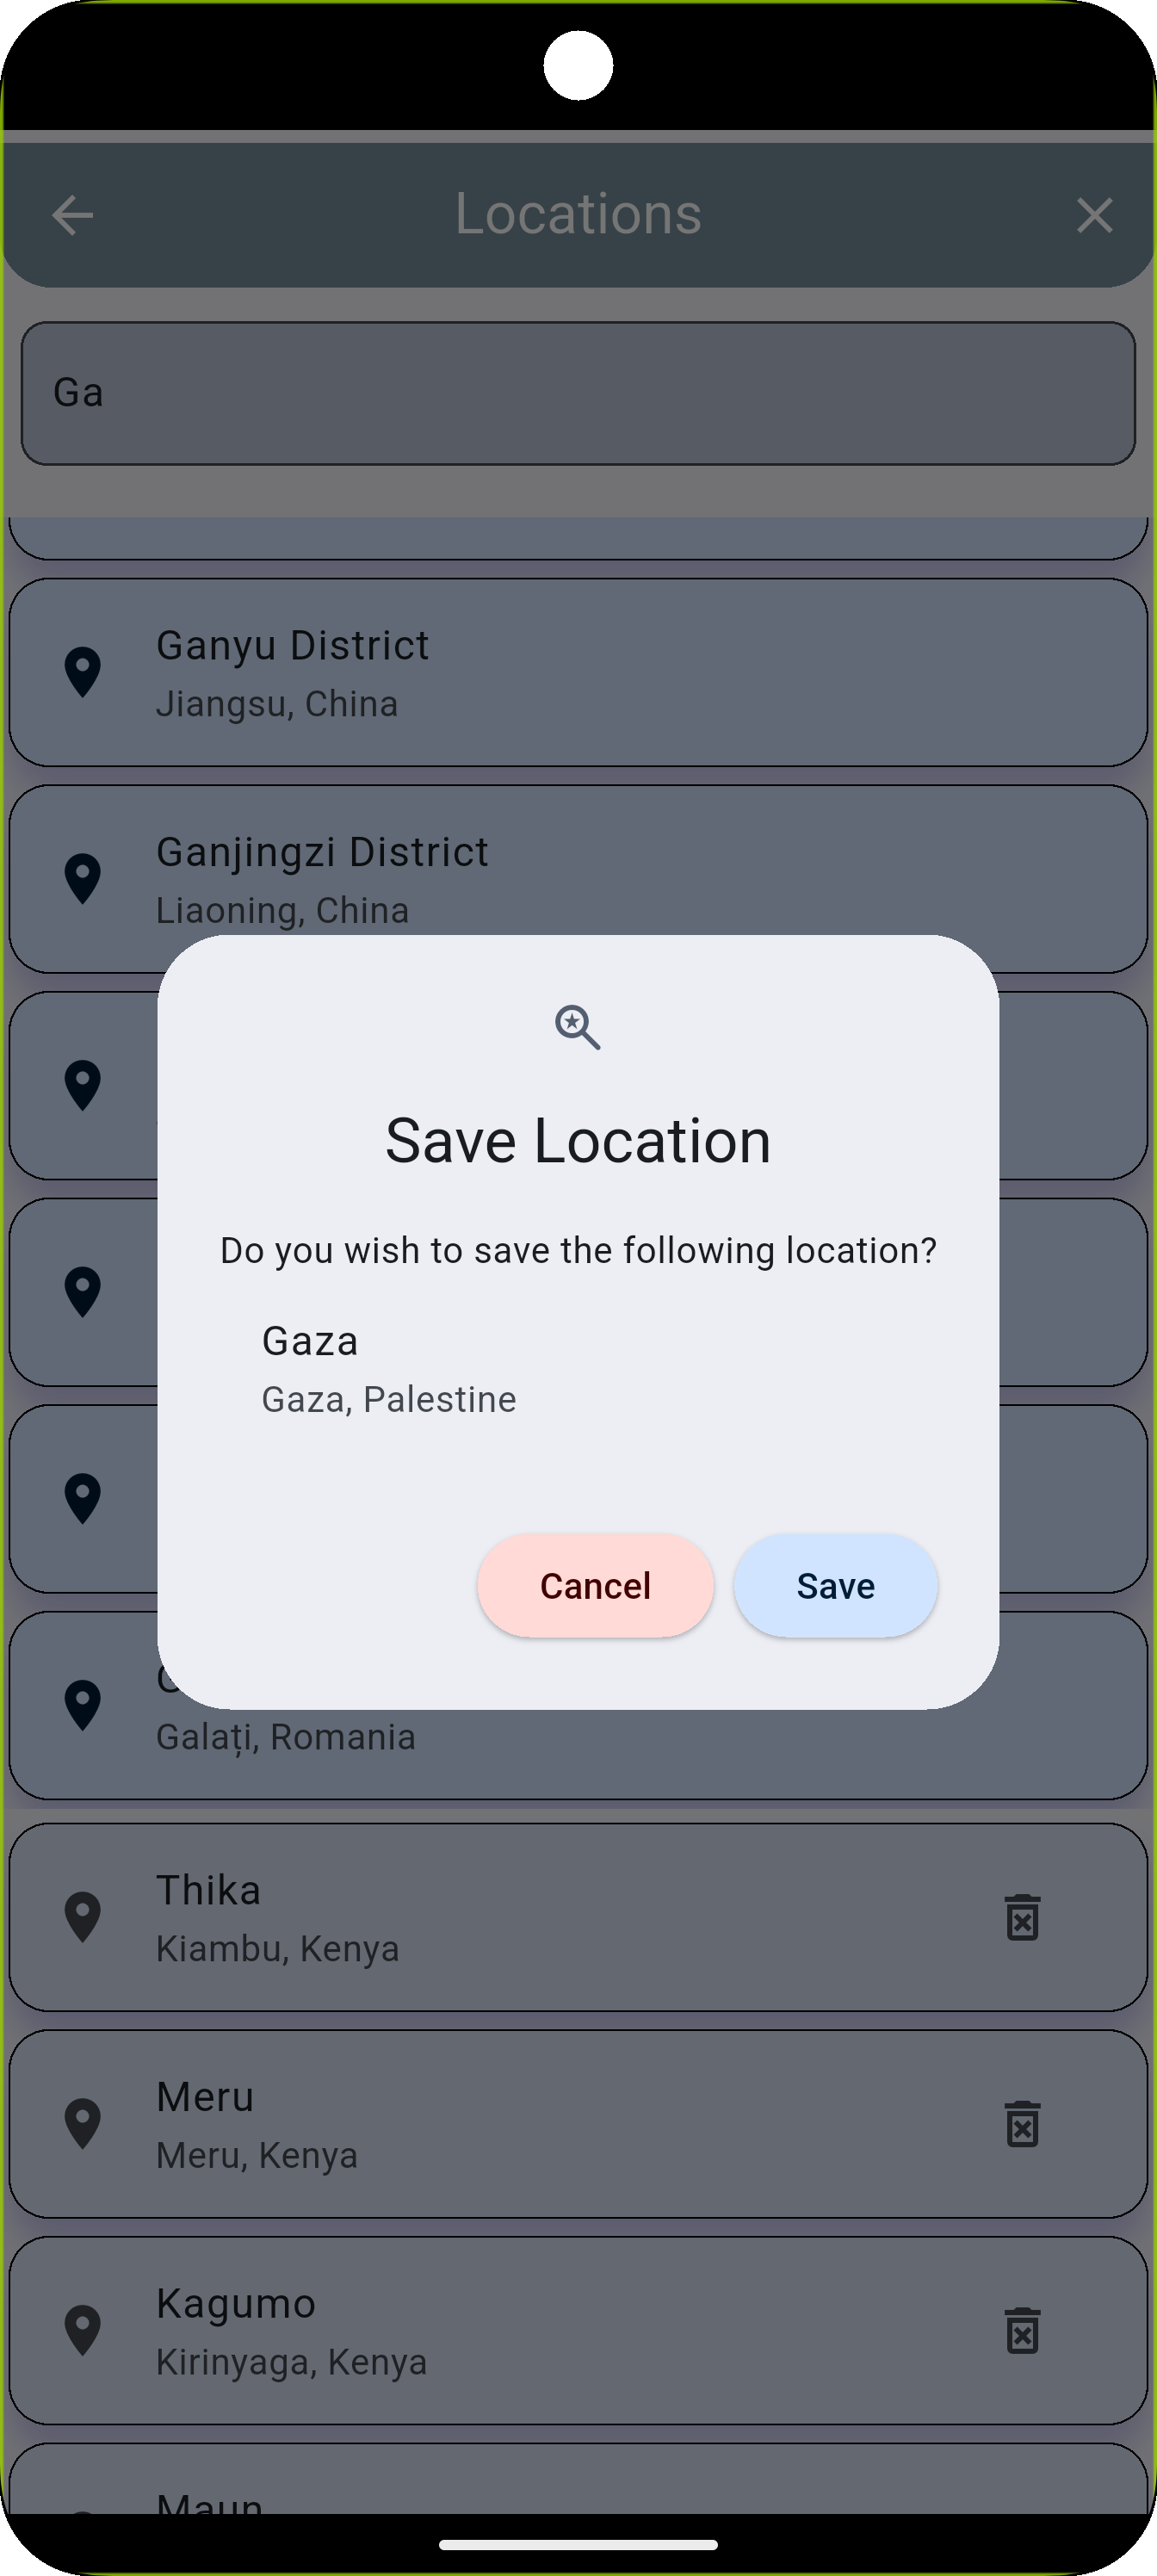 Locations
Ga
Ganyu District
Jiangsu, China
Ganjingzi District
Liaoning, China
Save Location
Do you wish to save the following location?
Gaza
Gaza, Palestine
Cancel
Save
Galați, Romania
Thika
Kiambu, Kenya
Meru
Meru, Kenya
Kagumo
Kirinyaga, Kenya
Maun